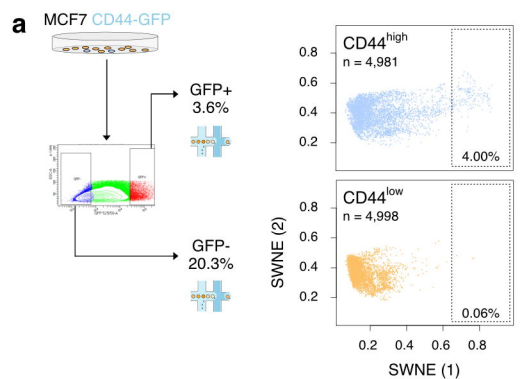 a
MCF7 CD44-GFP
GFP+
3.6%
GFP-
GFP+
GFP-
20.3%
CD44high
n = 4,981
0.8
0.6
0.4
0.2
4.00%
CD44low
n = 4,998
0.8
0.6
0.4
0.2
0.06%
0.2 0.4 0.6 0.8
SWNE (2)
SWNE (1)